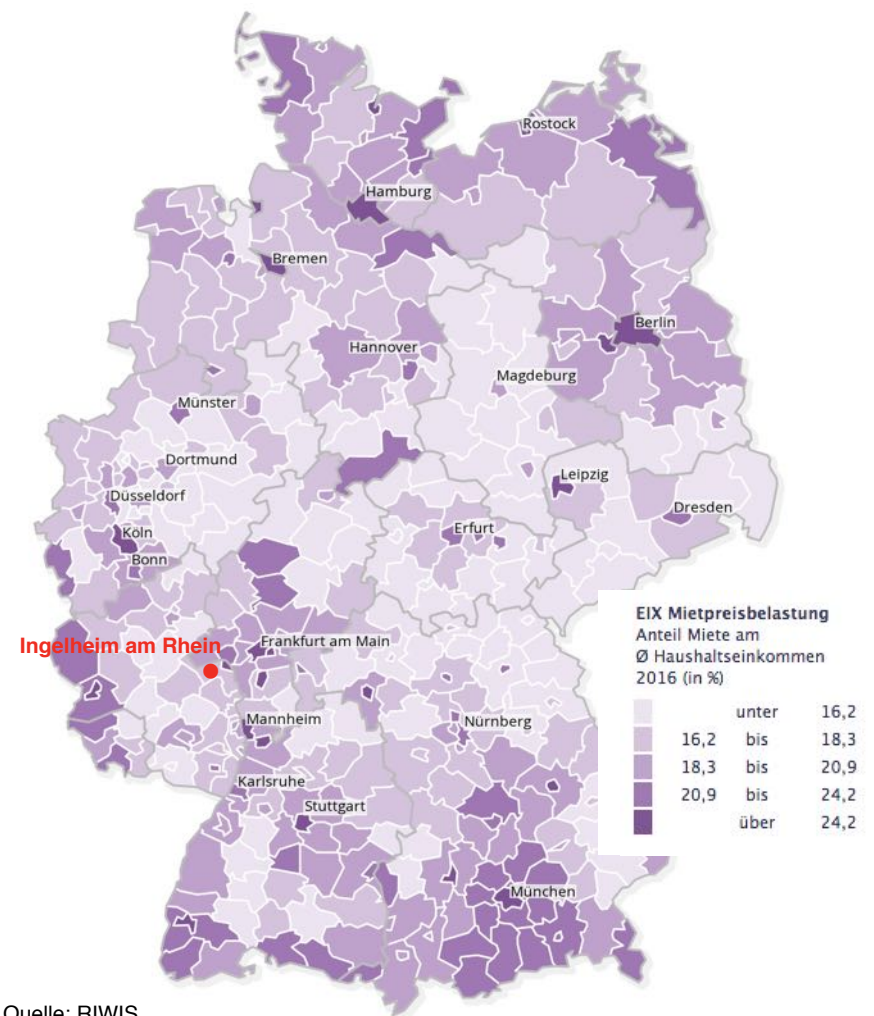 Rostock
Hamburg
Bremen
Berlin
Hannover
Magdeburg
Münster
Dortmund
Leipzig
Düsseldorf
Dresden
Köln
Erfurt
Bonn
Ingelheim am Rhein
Frankfurt am Main
Mannheim
Nürnberg
Karlsruhe
Stuttgart
München
EIX Mietpreisbelastung
Anteil Miete am
Ø Haushaltseinkommen
2016 (in %)
unter 16,2
16,2 bis 18,3
18,3 bis 20,9
20,9 bis 24,2
über 24,2
Quelle: RIWIS